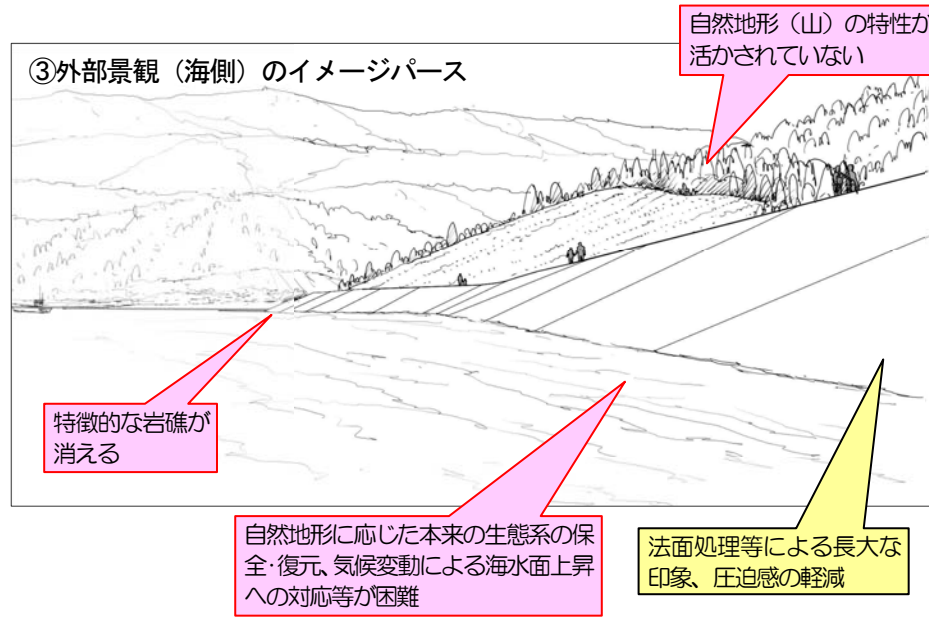 自然地形（山）の特性が
活かされていない
③外部景観（海側）のイメージパース
特徴的な岩礁が
消える
自然地形に応じた本来の生態系の保
全・復元、気候変動による海水面上昇
への対応等が困難
法面処理等による長大な
印象、圧迫感の軽減